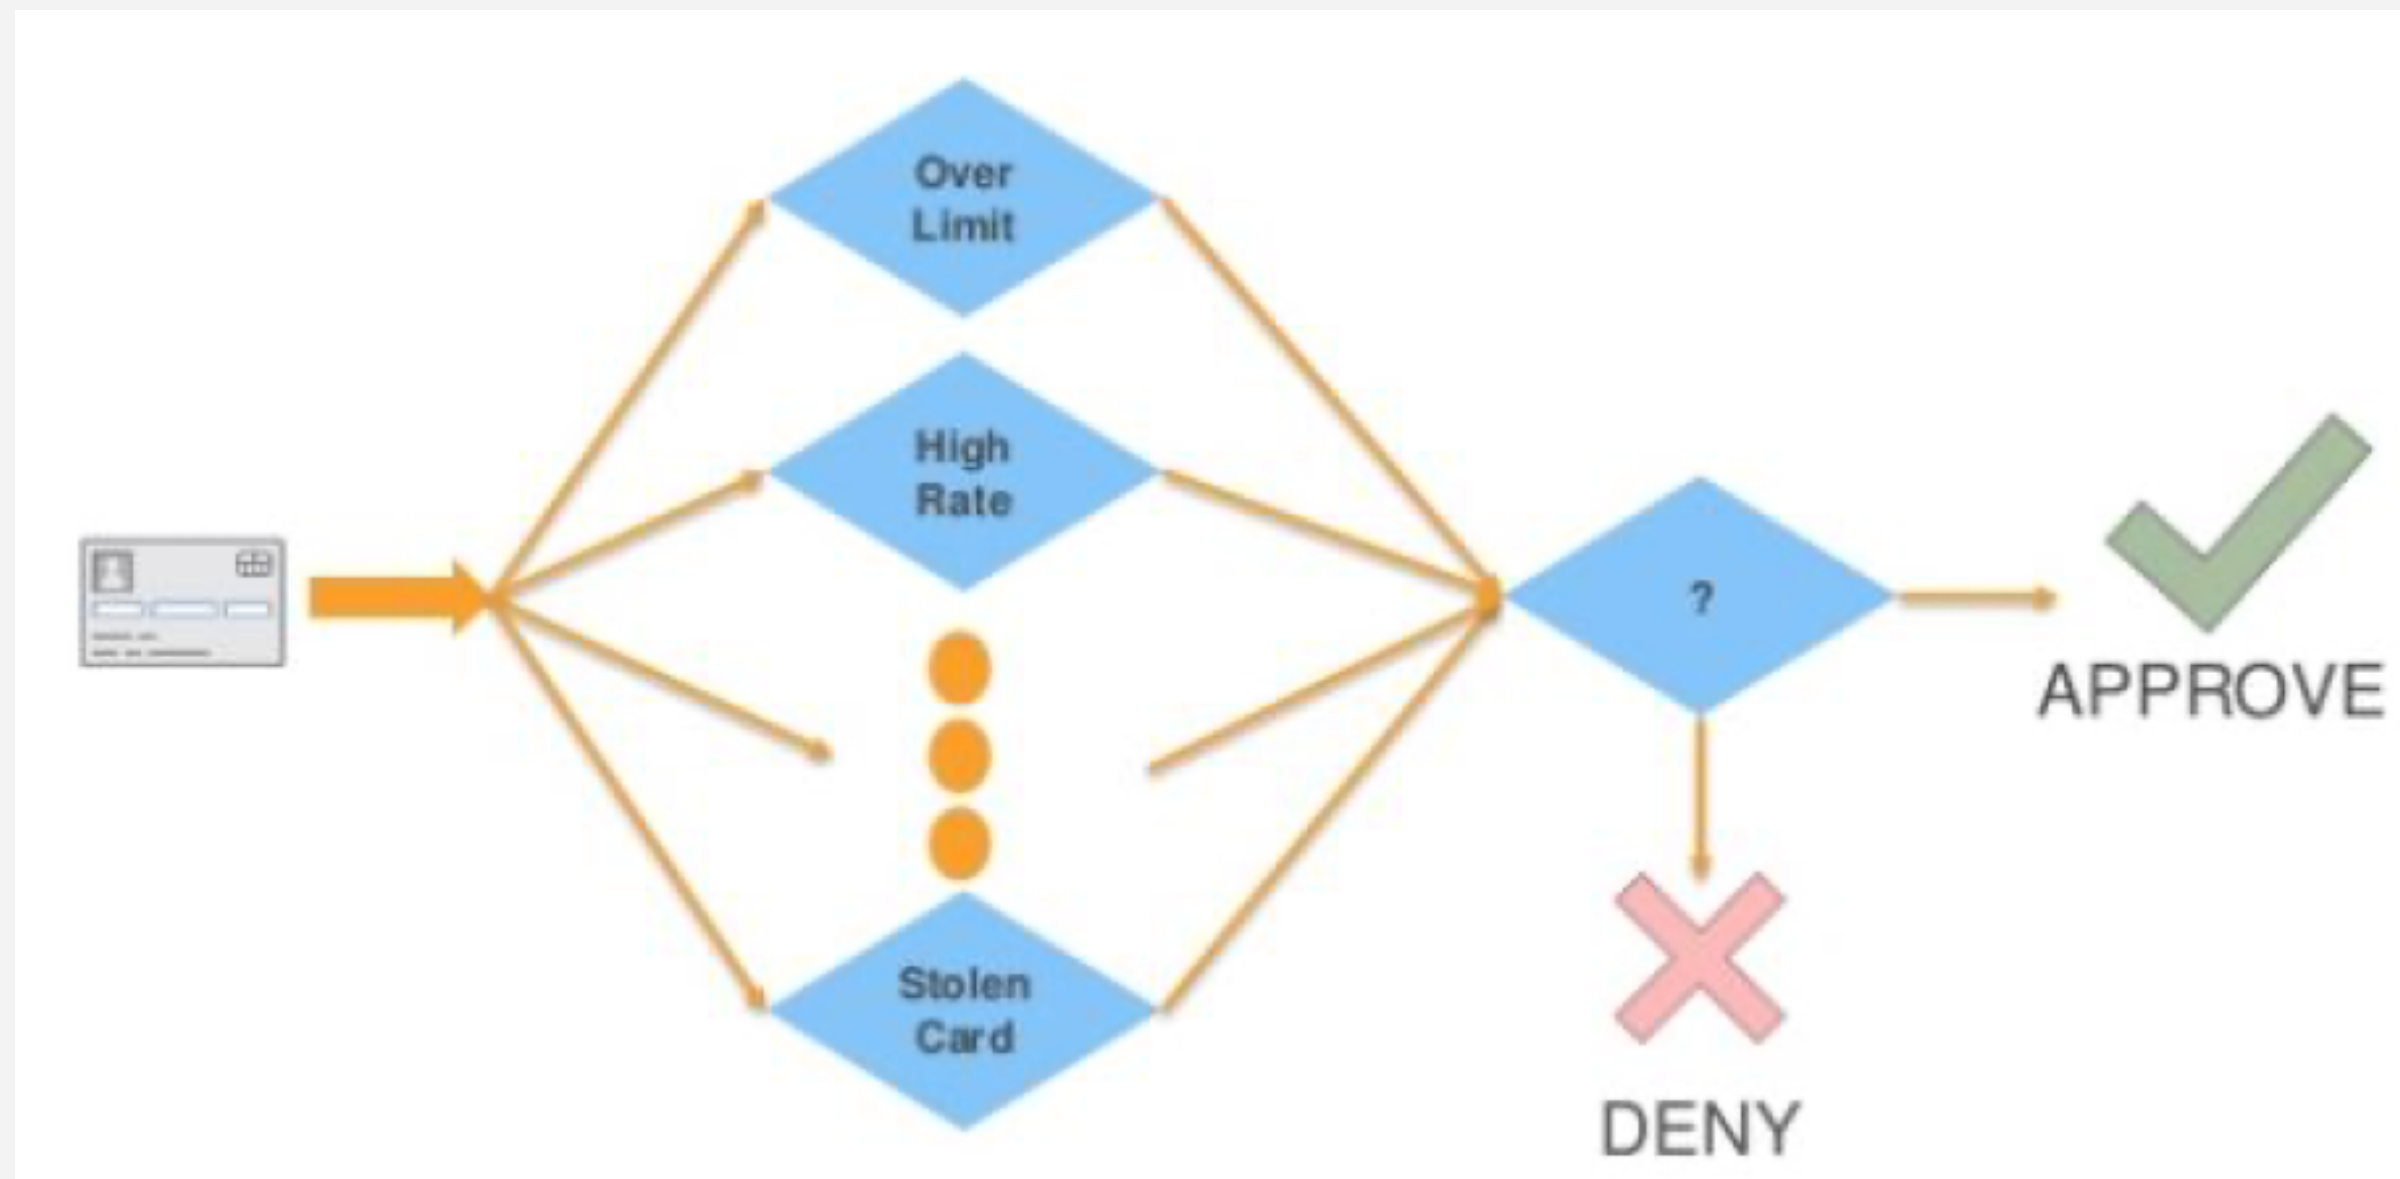 Over
Limit
High
Rate
?
APPROVE
Stolen
Card
DENY